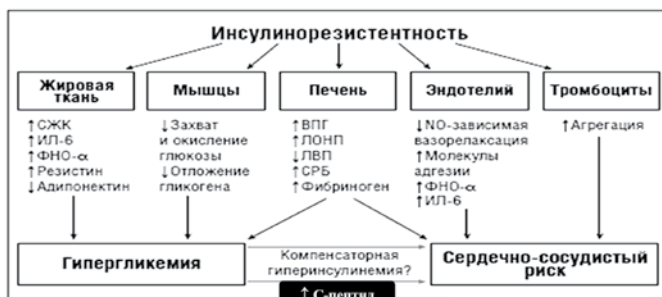 Инсулинорезистентность
Жировая
ткань
Мышцы
Печень
Эндотелий
Тромбоциты
↑СЖК
↑ИЛ-6
↑ФНО-α
↑Резистин
↓Адипонектин
↓Захват
и окисление
глюкозы
↓Отложение
гликогена
↑ВПГ
↑ЛОНП
↓ЛВП
↑СРБ
↑Фибриноген
↓NO-зависимая
вазорелаксация
↑Молекулы
адгезии
↑ФНО-α
↑ИЛ-6
↑Агрегация
Гипергликемия
Компенсаторная
гиперинсулинемия?
Сердечно-сосудистый
риск
↑ С-пептид